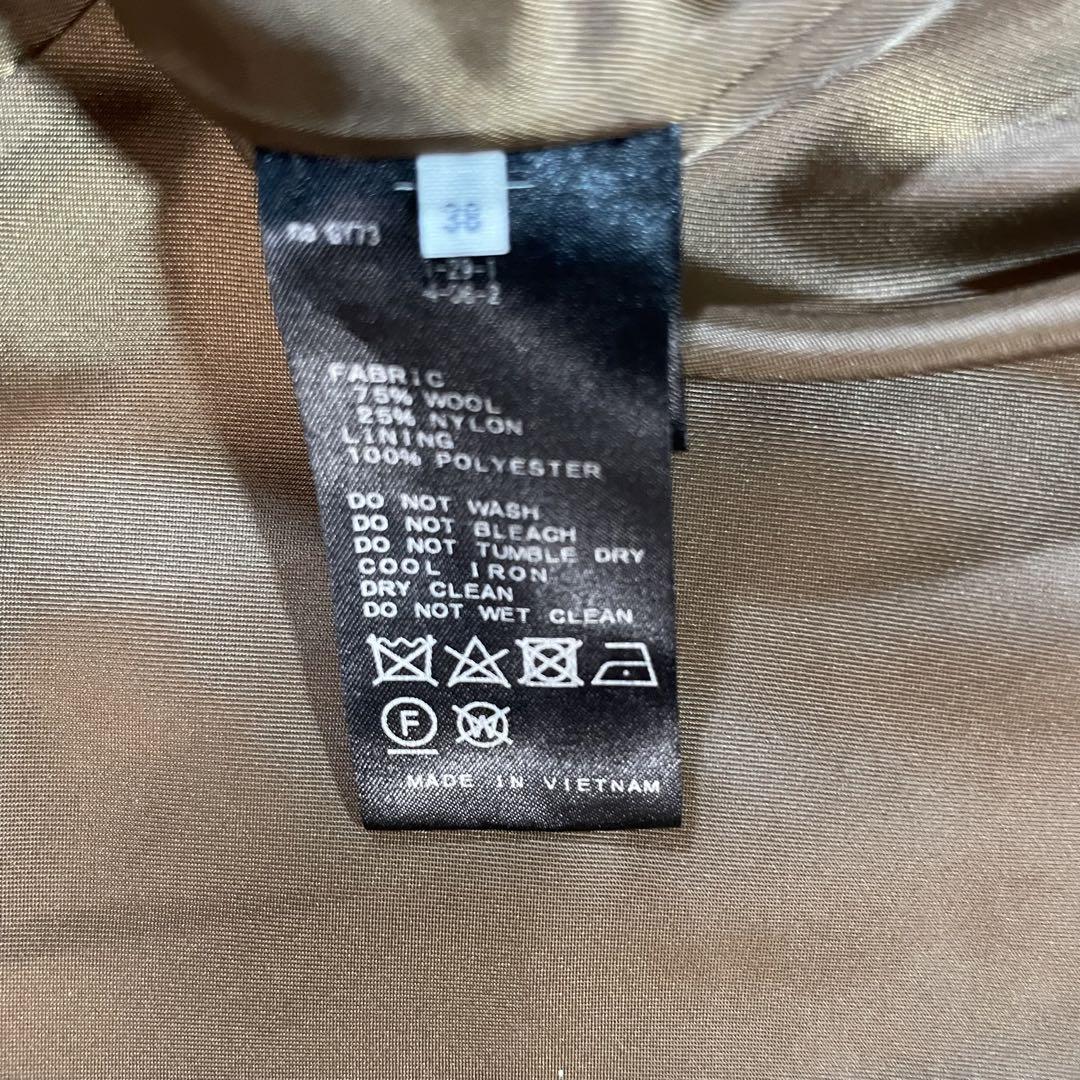 38
FABRIC
75% WOOL
25% NYLON
LINING
100% POLYESTER
DO NOT WASH
DO NOT BLEACH
DO NOT TUMBLE DRY
COOL IRON
DRY CLEAN
DO NOT WET CLEAN
F W
MADE IN VIETNAM